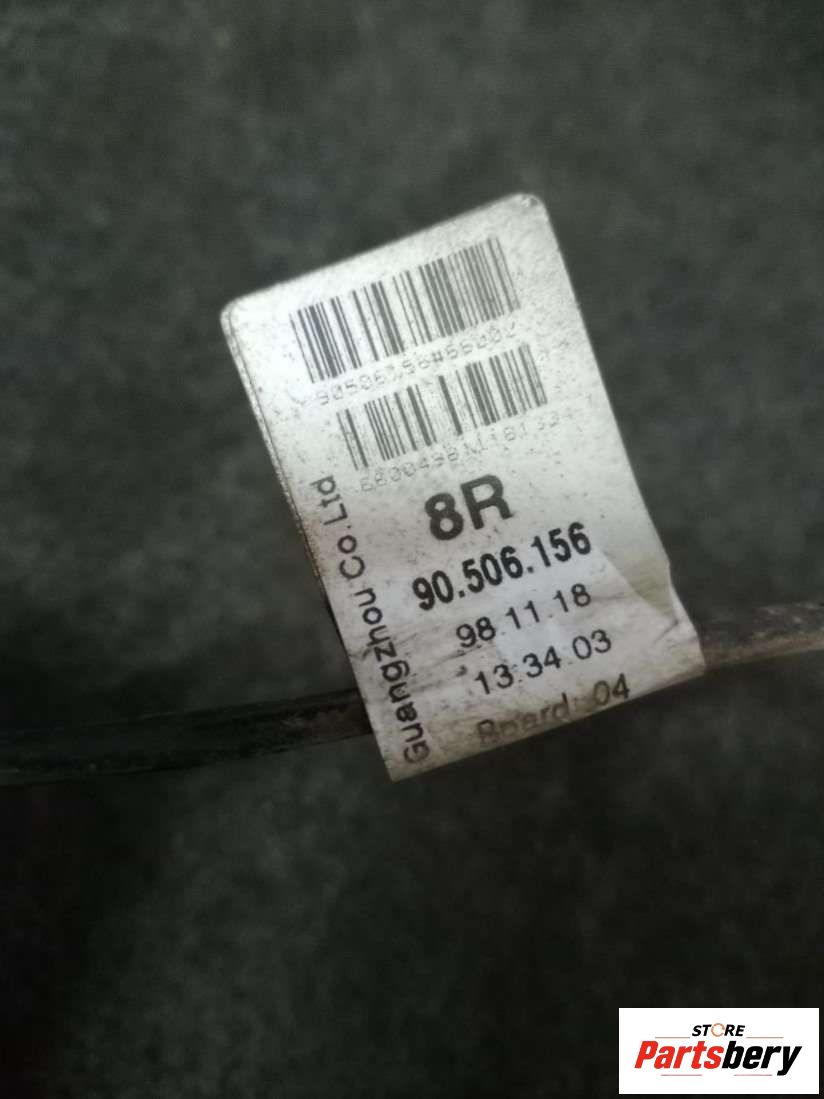 8R
90.506.156
98.11.18
13:34.03
Board: 04
Guangzhou Co.Ltd
STORE
Partsbery